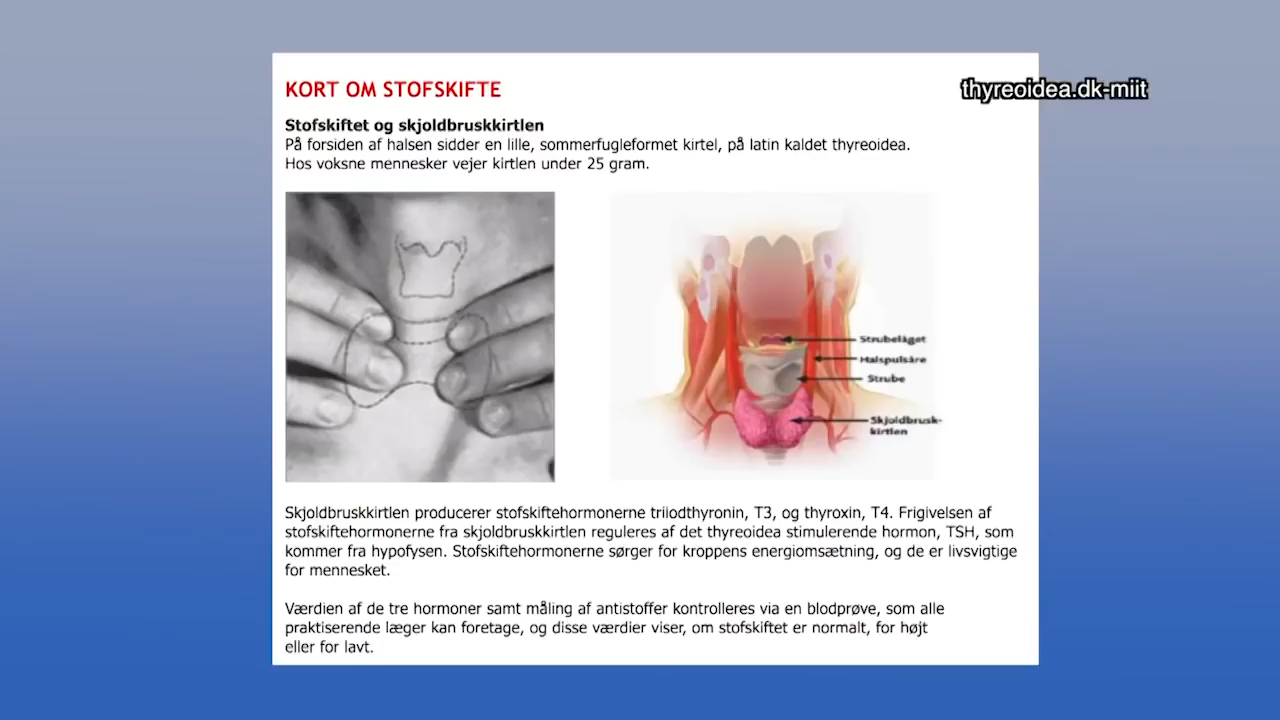 KORT OM STOFSKIFTE
thyreoidea.dk-miit
Stofskiftet og skjoldbruskkirtlen
På forsiden af halsen sidder en lille, sommerfugleformet kirtel, på latin kaldet thyreoidea.
Hos voksne mennesker vejer kirtlen under 25 gram.
Strubelåget
Halspulsåre
Strube
Skjoldbrusk-
kirtlen
Skjoldbruskkirtlen producerer stofskiftehormonerne triiodthyronin, T3, og thyroxin, T4. Frigivelsen af
stofskiftehormonerne fra skjoldbruskkirtlen reguleres af det thyreoidea stimulerende hormon, TSH, som
kommer fra hypofysen. Stofskiftehormonerne sørger for kroppens energiomsætning, og de er livsvigtige
for mennesket.
Værdien af de tre hormoner samt måling af antistoffer kontrolleres via en blodprøve, som alle
praktiserende læger kan foretage, og disse værdier viser, om stofskiftet er normalt, for højt
eller for lavt.